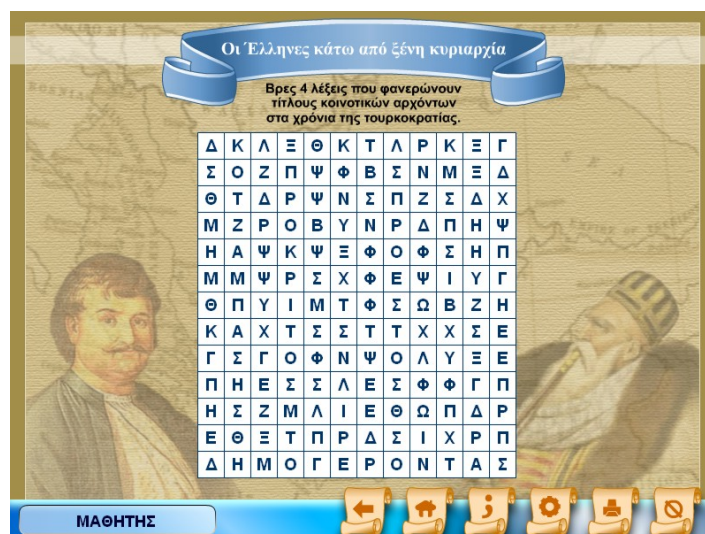 Οι Έλληνες κάτω από ξένη κυριαρχία
Βρες 4 λέξεις που φανερώνουν
τίτλους κοινοτικών αρχόντων
στα χρόνια της τουρκοκρατίας.
Δ Κ Λ Ξ Θ Κ Τ Λ Ρ Κ Ξ Γ
Σ Ο Ζ Π Ψ Φ Β Σ Ν Μ Ξ Δ
Θ Τ Δ Ρ Ψ Ν Σ Π Ζ Σ Δ Χ
Μ Ζ Ρ Ο Β Υ Ν Ρ Δ Π Η Ψ
Η Α Ψ Κ Ψ Ξ Φ Ο Φ Σ Η Π
Μ Μ Ψ Ρ Σ Χ Φ Ε Ψ Ι Υ Γ
Θ Π Υ Ι Μ Τ Φ Σ Ω Β Ζ Η
Κ Α Χ Τ Σ Σ Τ Τ Χ Χ Σ Ε
Γ Σ Γ Ο Φ Ν Ψ Ο Λ Υ Ξ Ε
Π Η Ε Σ Σ Λ Ε Σ Φ Φ Γ Π
Η Σ Ζ Μ Λ Ι Ε Θ Ω Π Δ Ρ
Ε Θ Ξ Τ Π Ρ Δ Σ Ι Χ Ρ Π
Δ Η Μ Ο Γ Ε Ρ Ο Ν Τ Α Σ
ΜΑΘΗΤΗΣ